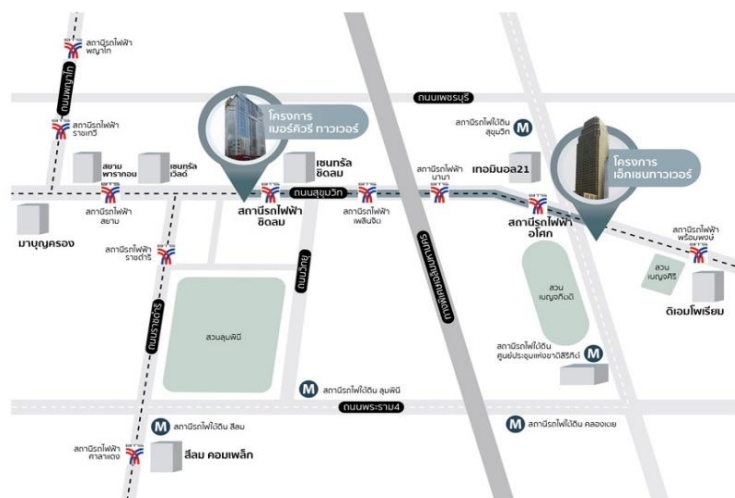 สถานีรถไฟฟ้า
พญาไท
ถนนพญาไท
สถานีรถไฟฟ้า
ราชเทวี
โครงการ
เมอร์คิวรี่ ทาวเวอร์
ถนนเพชรบุรี
สถานีรถไฟใต้ดิน
สุขุมวิท
M
โครงการ
เอ็กเชนทาวเวอร์
สยาม
พารากอน
เซนทรัล
เวิลด์
เซนทรัล
ชิดลม
เทอมินอล21
BTS
สถานีรถไฟฟ้า
สยาม
สถานีรถไฟฟ้า
ชิดลม
ถนนสุขุมวิท
สถานีรถไฟฟ้า
เพลินจิต
สถานีรถไฟฟ้า
นานา
สถานีรถไฟฟ้า
อโศก
สถานีรถไฟฟ้า
พร้อมพงษ์
มาบุญครอง
สถานีรถไฟฟ้า
ราชดำริ
สวน
เบญจสิริ
ดิเอมโพเรียม
สวน
เบญจกิตติ
ถนนราชดำริ
สวนลุมพินี
สถานีรถไฟใต้ดิน
ศูนย์ประชุมแห่งชาติสิริกิติ์
M
M
สถานีรถไฟใต้ดิน ลุมพินี
ถนนพระราม4
M
สถานีรถไฟใต้ดิน สีลม
M
สถานีรถไฟใต้ดิน คลองเตย
สถานีรถไฟฟ้า
ศาลาแดง
สีลม คอมเพล็ก